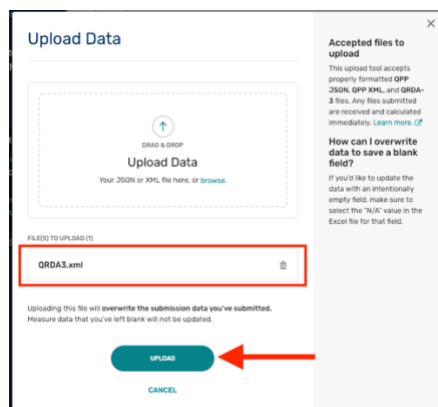 Upload Data
DRAG & DROP
Upload Data
Your JSON or XML file here, or browse.
FILE(S) TO UPLOAD (1)
QRDA3.xml
Uploading this file will overwrite the submission data you've submitted.
Measure data that you've left blank will not be updated.
UPLOAD
CANCEL
Accepted files to
upload
This upload tool accepts
properly formatted QPP
JSON, QPP XML, and QRDA-
3 files. Any files submitted
are received and calculated
immediately. Learn more.
How can I overwrite
data to save a blank
field?
If you'd like to update the
data with an intentionally
empty field, make sure to
select the "N/A" value in the
Excel file for that field.